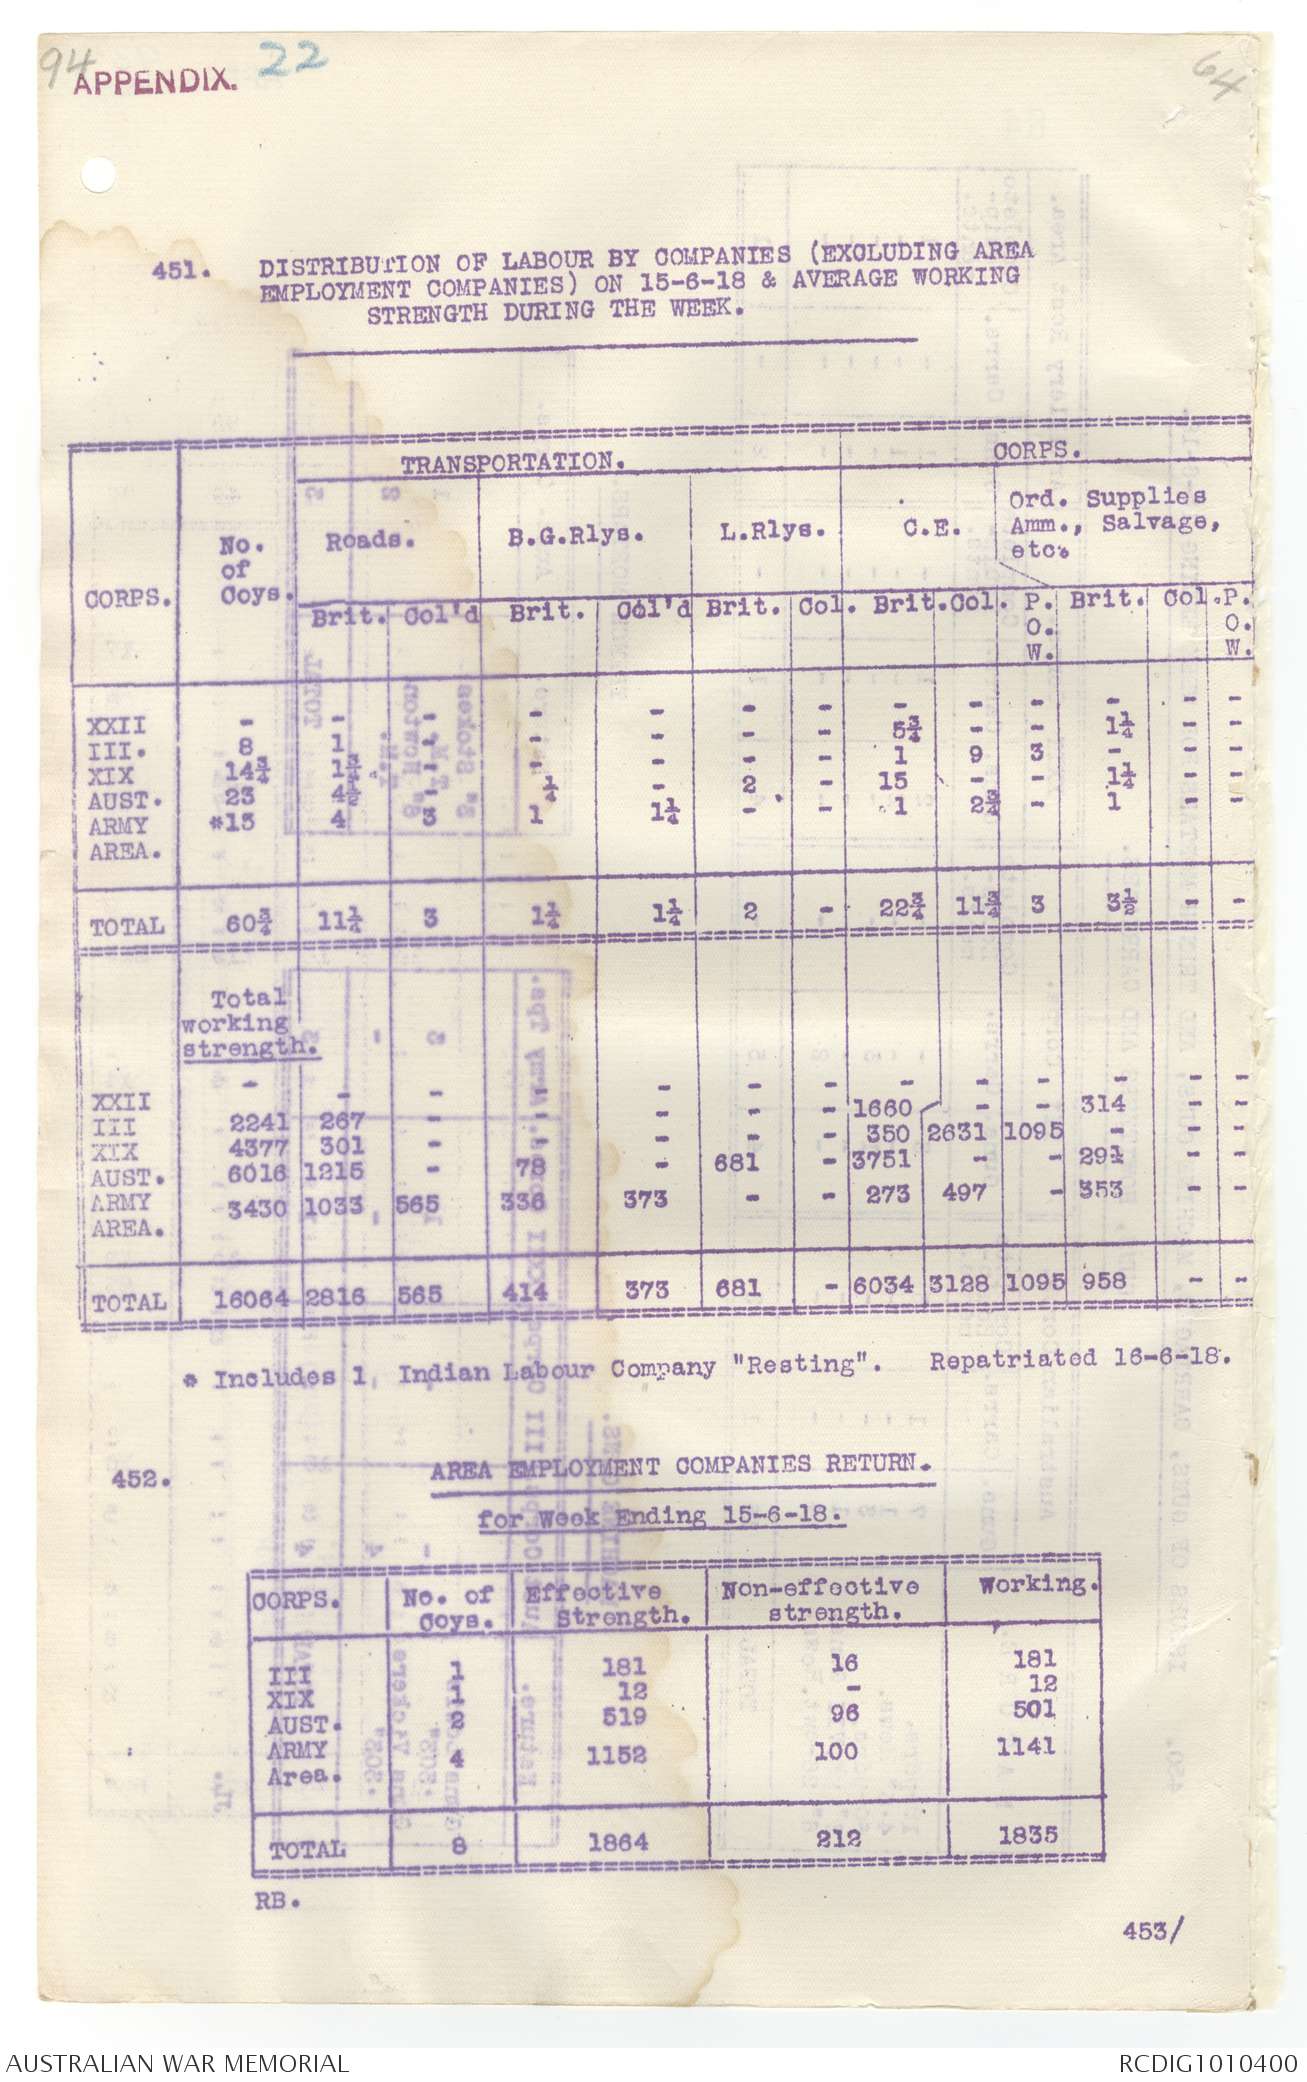 94
APPENDIX. 22
64
451. DISTRIBUTION OF LABOUR BY COMPANIES (EXCLUDING AREA
EMPLOYMENT COMPANIES) ON 15-6-18 & AVERAGE WORKING
STRENGTH DURING THE WEEK.
TRANSPORTATION. CORPS.
CORPS. No. of Coys. Roads. B.G.Rlys. L.Rlys. C.E. Ord. Supplies Amm., Salvage, etc.
Brit. Col'd Brit. Col'd Brit. Col. Brit. Col. P.O.W. Brit. Col. P.O.W.
XXII - - - - - - - - - - - - -
III. 8 1 - - - - - 5¾ - - 1¼ - -
XIX 14¾ 1¾ - - - - - 1 9 3 - - -
AUST. 23 4½ - ¼ - 2 - 15 - - 1¼ - -
ARMY AREA. *15 4 3 1 1¼ - - 1 2¾ - 1 - -
TOTAL 60¾ 11¼ 3 1¼ 1¼ 2 - 22¾ 11¾ 3 3½ - -
Total
working
strength.
XXII - - - - - - - - - - - - -
III 2241 267 - - - - - 1660 - - 314 - -
XIX 4377 301 - - - - - 350 2631 1095 - - -
AUST. 6016 1215 - 78 - 681 - 3751 - - 291 - -
ARMY AREA. 3430 1033 565 336 373 - - 273 497 - 353 - -
TOTAL 16064 2816 565 414 373 681 - 6034 3128 1095 958 - -
* Includes 1 Indian Labour Company "Resting". Repatriated 16-6-18.
452. AREA EMPLOYMENT COMPANIES RETURN.
for Week Ending 15-6-18.
CORPS. No. of Coys. Effective Strength. Non-effective strength. Working.
III 1 181 16 181
XIX 1 12 - 12
AUST. 2 519 96 501
ARMY Area. 4 1152 100 1141
TOTAL 8 1864 212 1835
RB.
453/
AUSTRALIAN WAR MEMORIAL RCDIG1010400